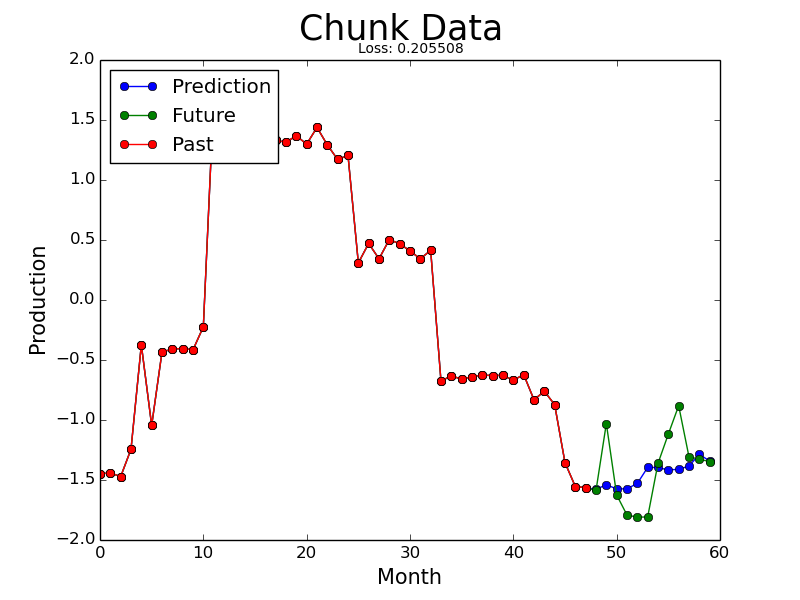 Chunk Data
Loss: 0.205508
Prediction
Future
Past
Production
2.0
1.5
1.0
0.5
0.0
−0.5
−1.0
−1.5
−2.0
0 10 20 30 40 50 60
Month